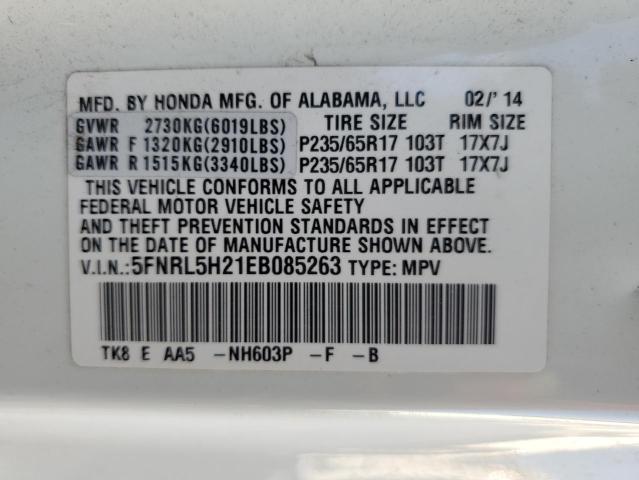 MFD. BY HONDA MFG. OF ALABAMA, LLC 02/'14
GVWR 2730KG(6019LBS) TIRE SIZE RIM SIZE
GAWR F 1320KG(2910LBS) P235/65R17 103T 17X7J
GAWR R 1515KG(3340LBS) P235/65R17 103T 17X7J
THIS VEHICLE CONFORMS TO ALL APPLICABLE
FEDERAL MOTOR VEHICLE SAFETY
AND THEFT PREVENTION STANDARDS IN EFFECT
ON THE DATE OF MANUFACTURE SHOWN ABOVE.
V.I.N.:5FNRL5H21EB085263 TYPE: MPV
TK8 E AA5 -NH603P -F -B